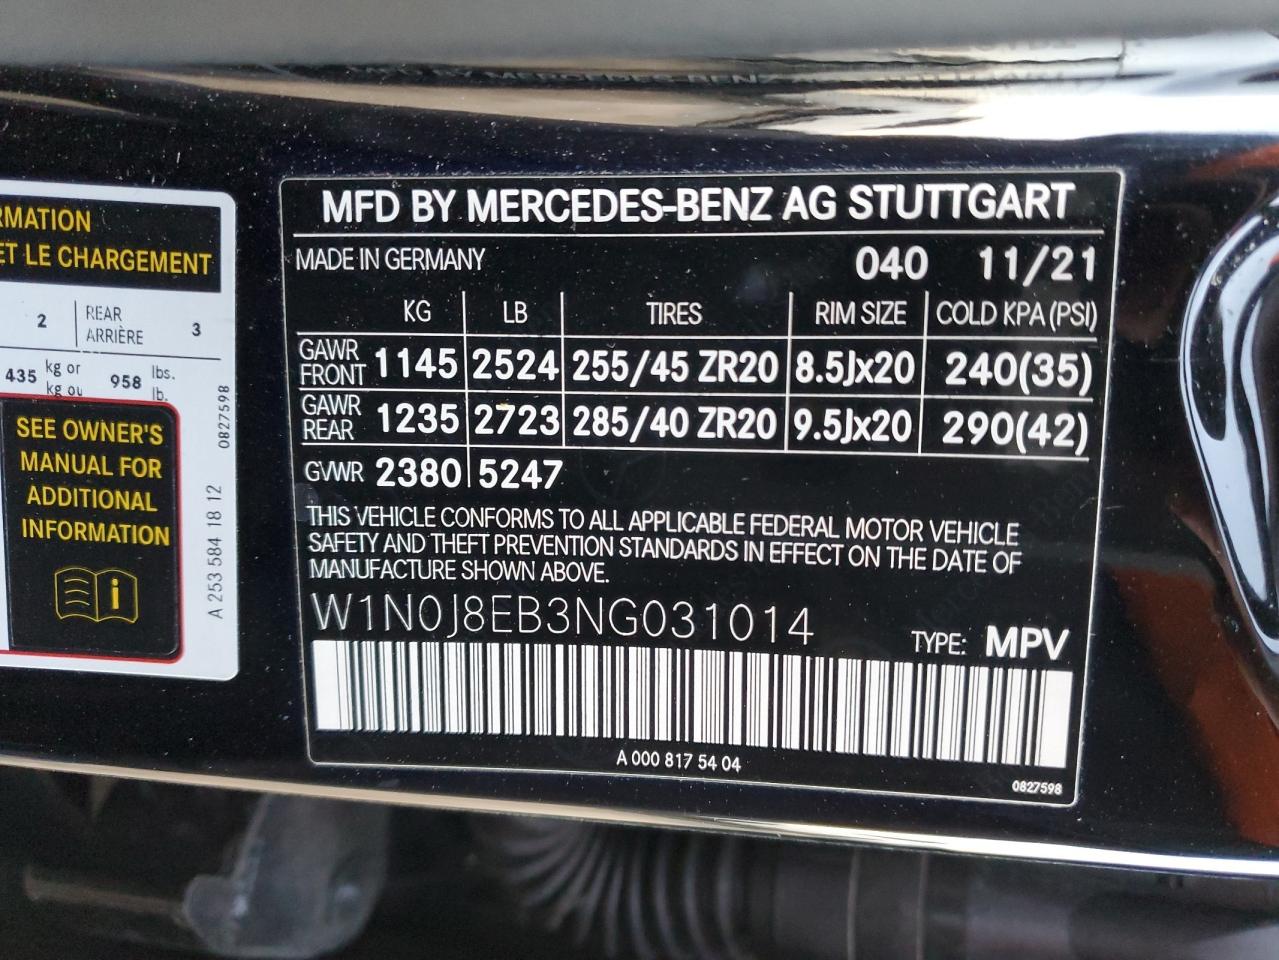 RMATION
ET LE CHARGEMENT
2 REAR ARRIÈRE 3
435 kg or kg ou 958 lbs. lb.
SEE OWNER'S
MANUAL FOR
ADDITIONAL
INFORMATION
i
A 253 584 18 12 0827598
MFD BY MERCEDES-BENZ AG STUTTGART
MADE IN GERMANY 040 11/21
KG LB TIRES RIM SIZE COLD KPA (PSI)
GAWR FRONT 1145 2524 255/45 ZR20 8.5Jx20 240(35)
GAWR REAR 1235 2723 285/40 ZR20 9.5Jx20 290(42)
GVWR 2380 5247
THIS VEHICLE CONFORMS TO ALL APPLICABLE FEDERAL MOTOR VEHICLE
SAFETY AND THEFT PREVENTION STANDARDS IN EFFECT ON THE DATE OF
MANUFACTURE SHOWN ABOVE.
W1N0J8EB3NG031014
TYPE: MPV
A 000 817 54 04
0827598